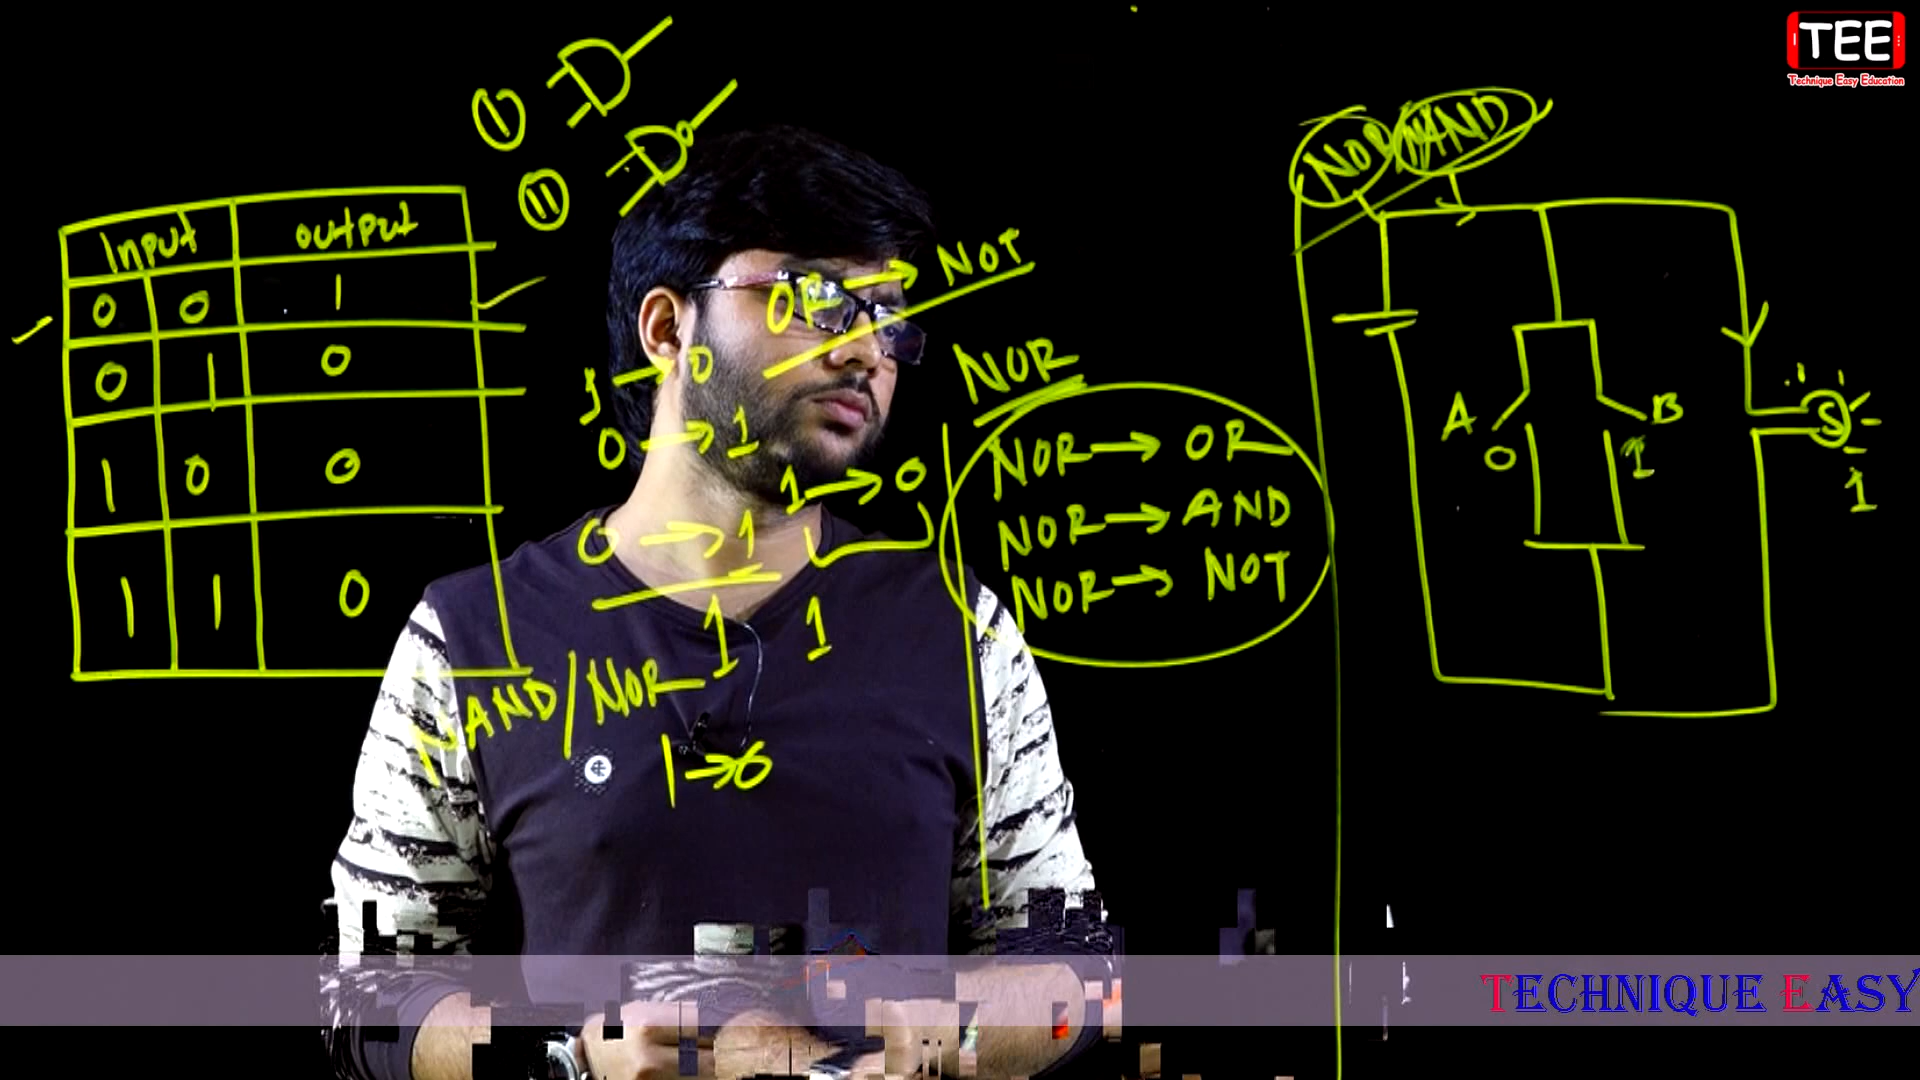 TEE
Technique Easy Education
I
II
Input output
0 0 1
0 1 0
1 0 0
1 1 0
OR → NOT
1 → 0
0 → 1
1 → 0
0 → 1
1 1
NAND/NOR
1 → 0
NOR
NOR → OR
NOR → AND
NOR → NOT
NOR NAND
A B
0 1
S
1
TECHNIQUE EASY